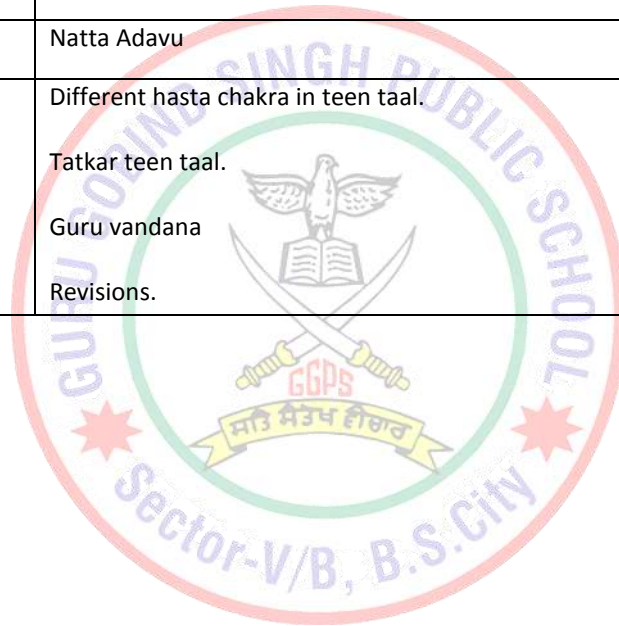 Natta Adavu
Different hasta chakra in teen taal.
Tatkar teen taal.
Guru vandana
Revisions.
GURU GOBIND SINGH PUBLIC SCHOOL
GGPS
ਸਤਿ ਸੰਤੋਖ ਵੀਚਾਰ
Sector-V/B, B.S.City